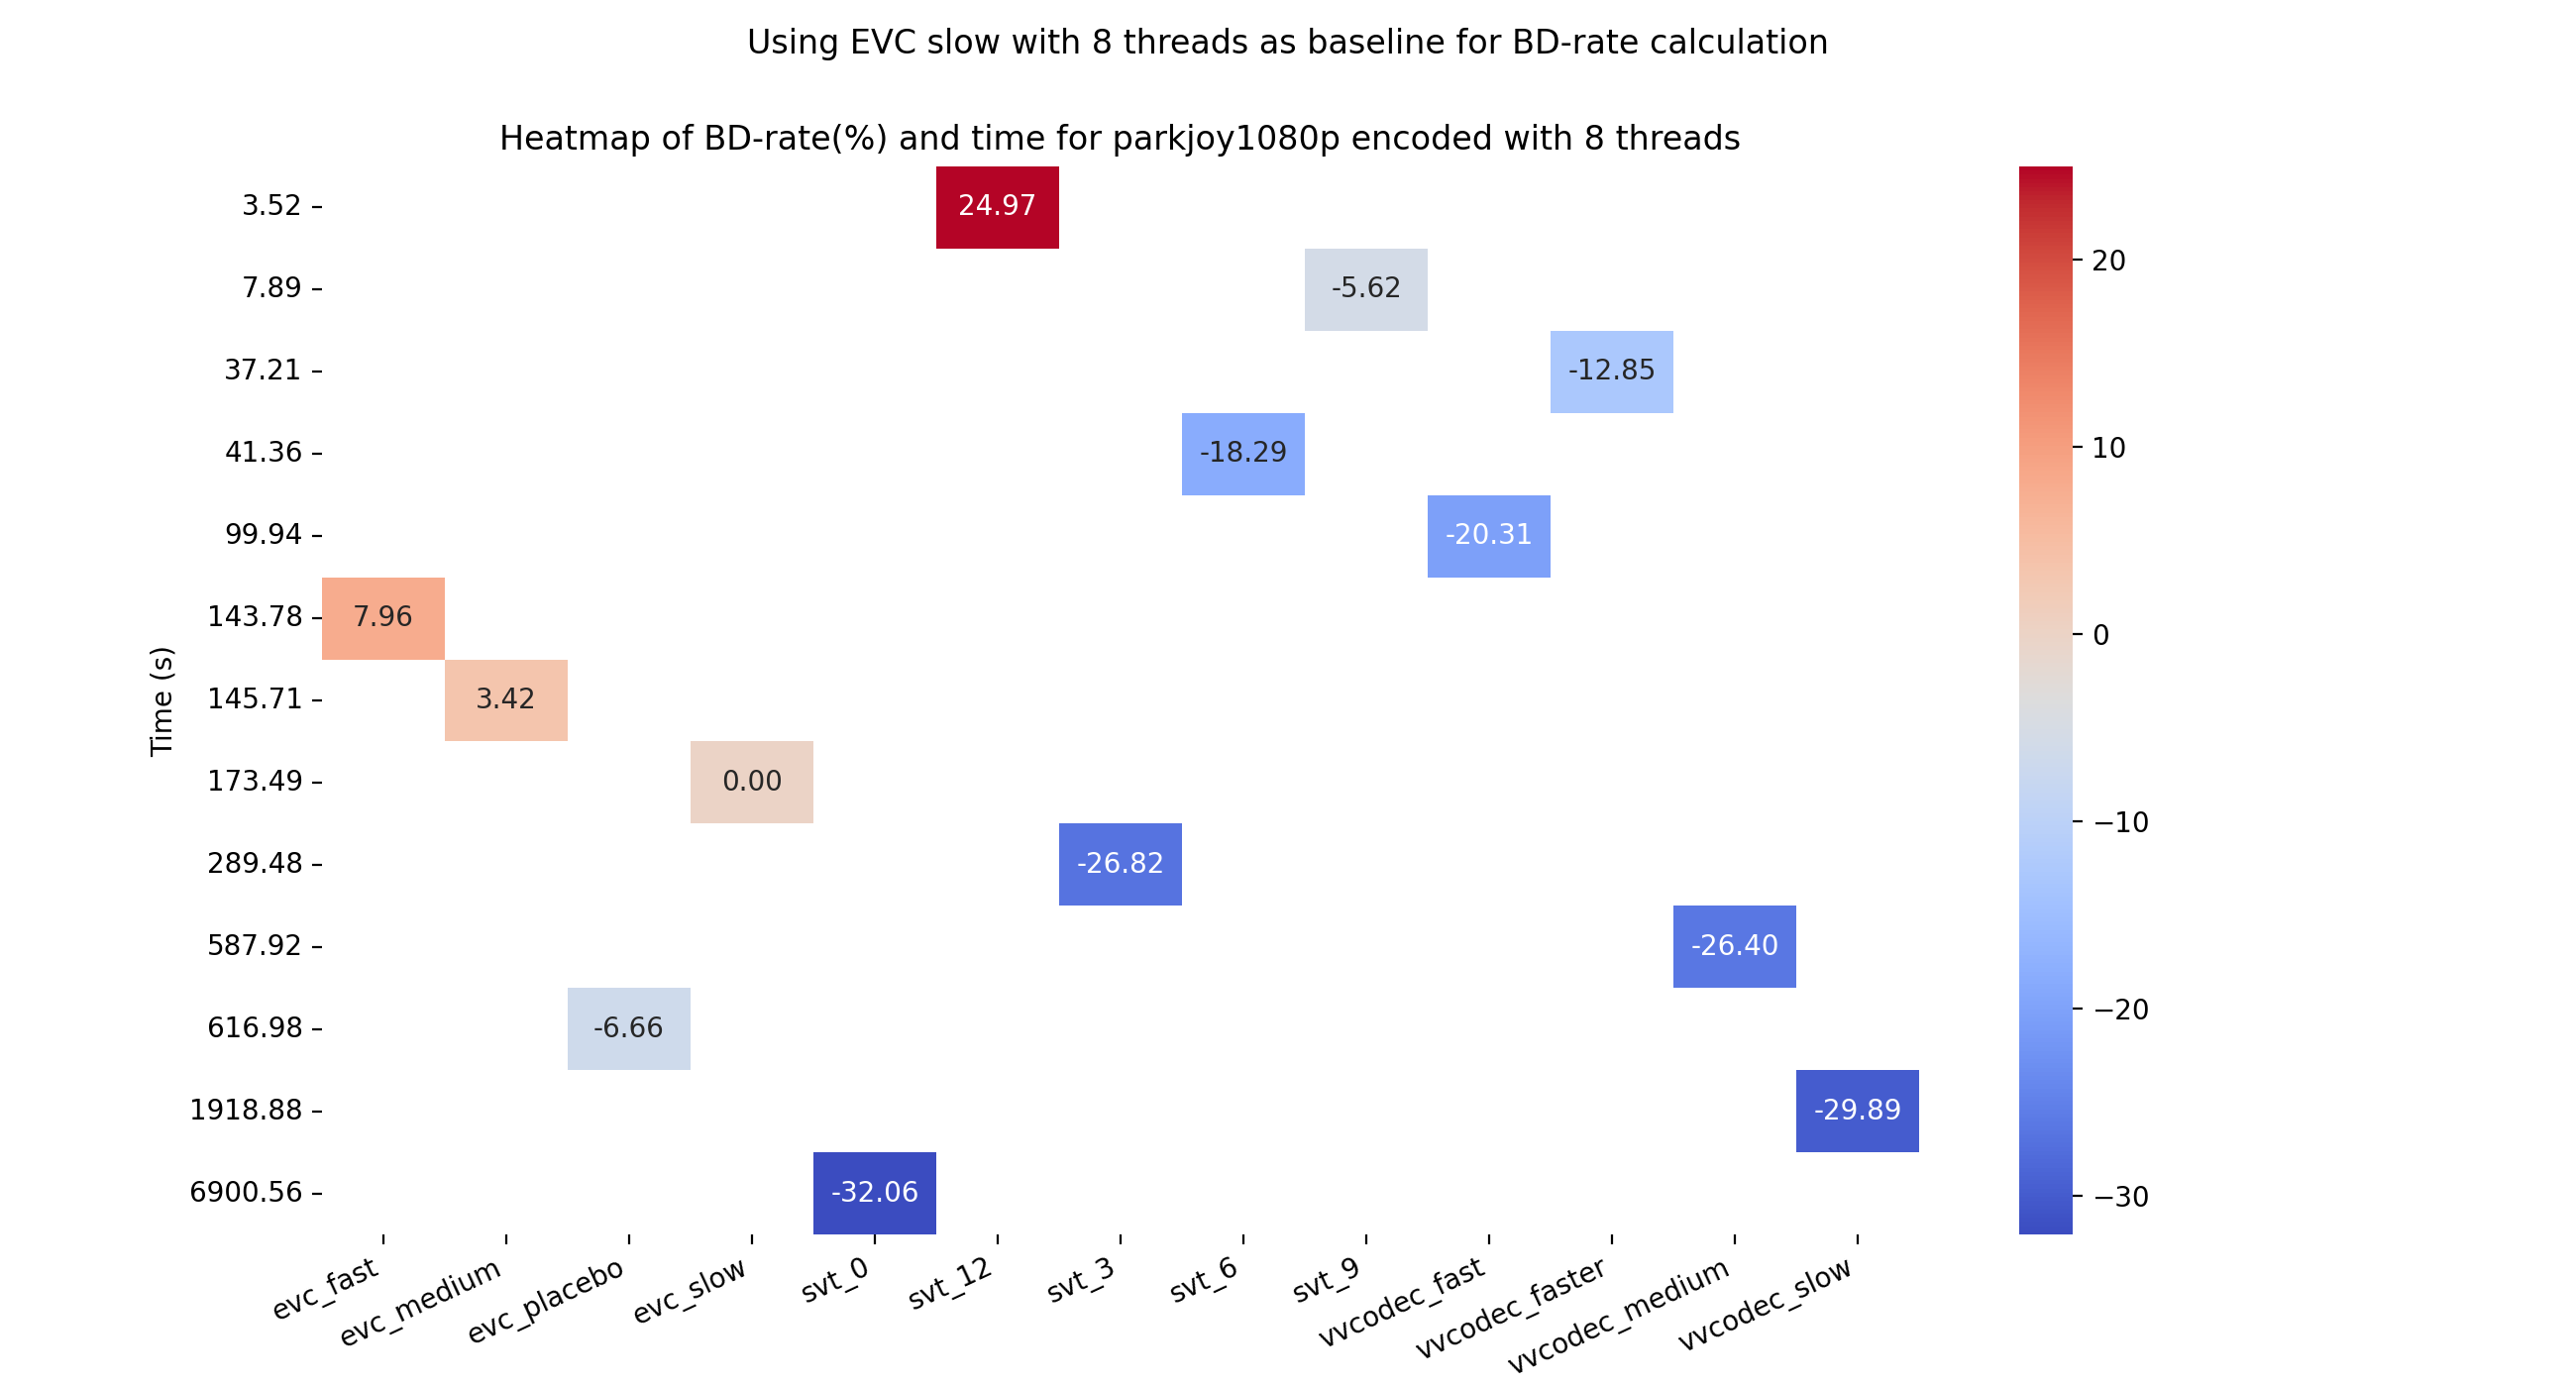 Using EVC slow with 8 threads as baseline for BD-rate calculation
Heatmap of BD-rate(%) and time for parkjoy1080p encoded with 8 threads
Time (s)
3.52
24.97
7.89
-5.62
37.21
-12.85
41.36
-18.29
99.94
-20.31
143.78
7.96
145.71
3.42
173.49
0.00
289.48
-26.82
587.92
-26.40
616.98
-6.66
1918.88
-29.89
6900.56
-32.06
evc_fast
evc_medium
evc_placebo
evc_slow
svt_0
svt_12
svt_3
svt_6
svt_9
vvcodec_fast
vvcodec_faster
vvcodec_medium
vvcodec_slow
20
10
0
−10
−20
−30